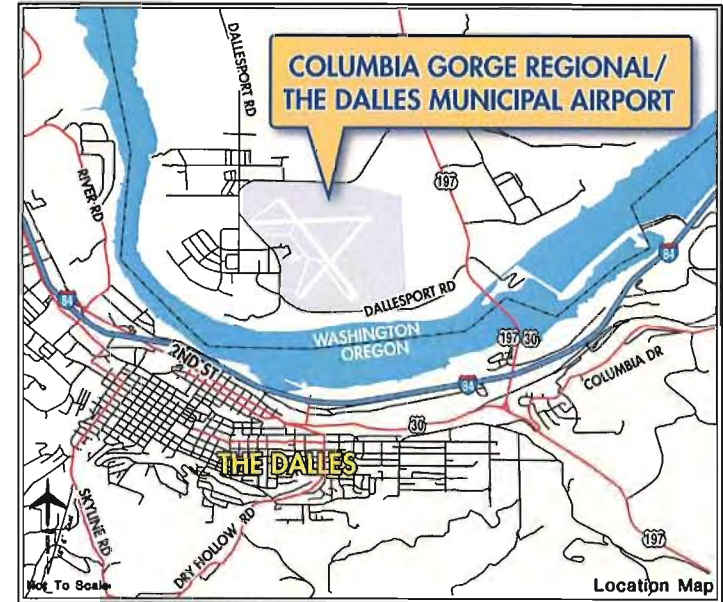 DALLESPORT RD
COLUMBIA GORGE REGIONAL/
THE DALLES MUNICIPAL AIRPORT
RIVER RD
197
84
DALLESPORT RD
84
WASHINGTON
OREGON
197 30
2ND ST
84
COLUMBIA DR
30
THE DALLES
SKYLINE RD
DRY HOLLOW RD
197
Not To Scale
Location Map